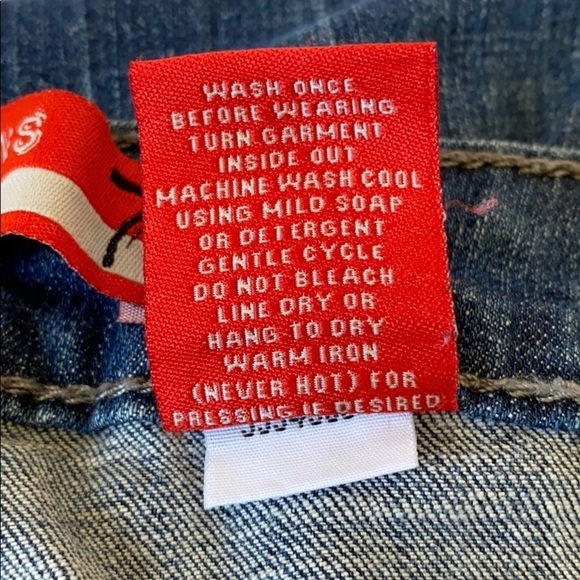 WASH ONCE
BEFORE WEARING
TURN GARMENT
INSIDE OUT
MACHINE WASH COOL
USING MILD SOAP
OR DETERGENT
GENTLE CYCLE
DO NOT BLEACH
LINE DRY OR
HANG TO DRY
WARM IRON
(NEVER HOT) FOR
PRESSING IF DESIRED